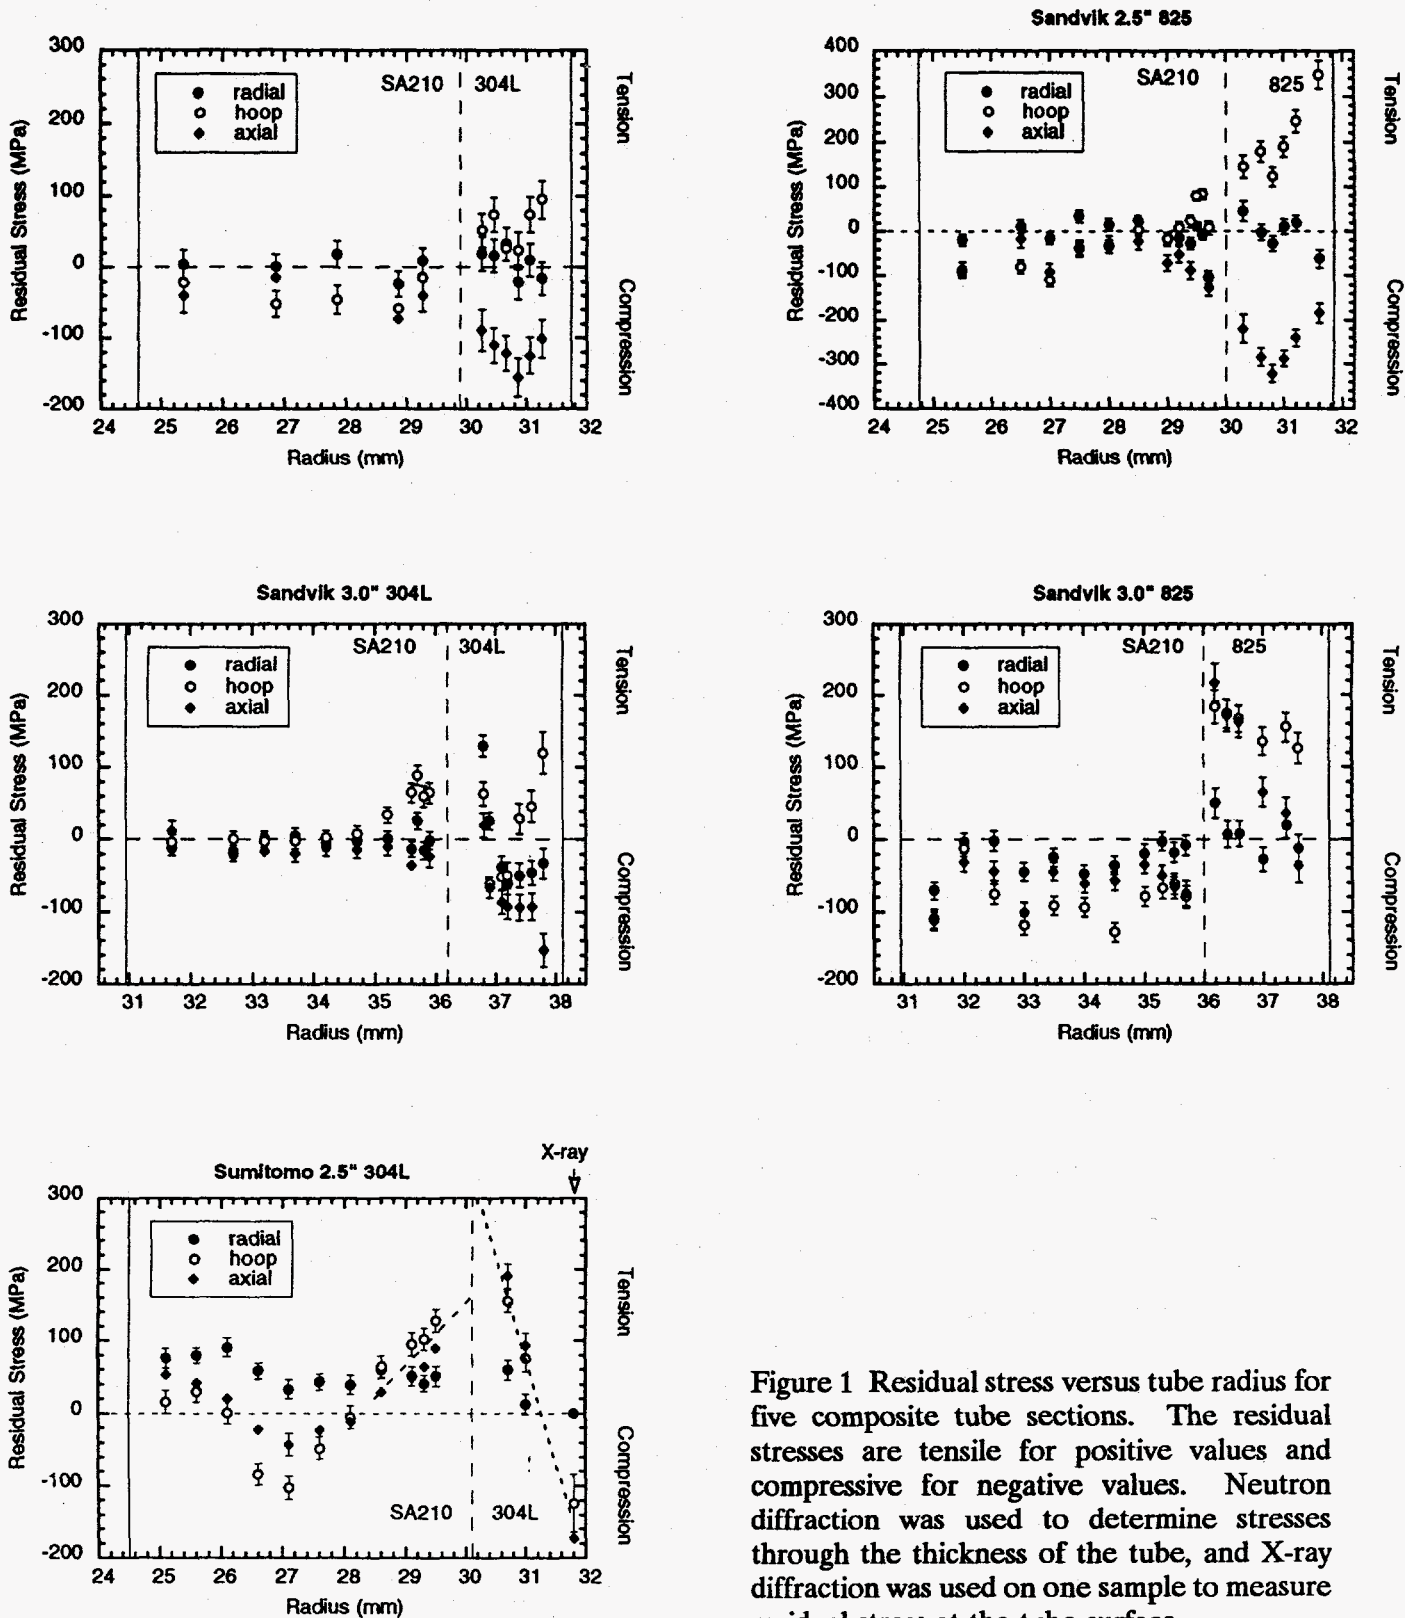 300
200
100
0
-100
-200
Residual Stress (MPa)
radial
hoop
axial
SA210
304L
Tension
Compression
24 25 26 27 28 29 30 31 32
Radius (mm)
Sandvik 2.5" 825
400
300
200
100
0
-100
-200
-300
-400
Residual Stress (MPa)
radial
hoop
axial
SA210
825
Tension
Compression
24 25 26 27 28 29 30 31 32
Radius (mm)
Sandvik 3.0" 304L
300
200
100
0
-100
-200
Residual Stress (MPa)
radial
hoop
axial
SA210
304L
Tension
Compression
31 32 33 34 35 36 37 38
Radius (mm)
Sandvik 3.0" 825
300
200
100
0
-100
-200
Residual Stress (MPa)
radial
hoop
axial
SA210
825
Tension
Compression
31 32 33 34 35 36 37 38
Radius (mm)
X-ray
Sumitomo 2.5" 304L
300
200
100
0
-100
-200
Residual Stress (MPa)
radial
hoop
axial
SA210
304L
Tension
Compression
24 25 26 27 28 29 30 31 32
Radius (mm)
Figure 1 Residual stress versus tube radius for
five composite tube sections. The residual
stresses are tensile for positive values and
compressive for negative values. Neutron
diffraction was used to determine stresses
through the thickness of the tube, and X-ray
diffraction was used on one sample to measure
residual stress at the tube surface.